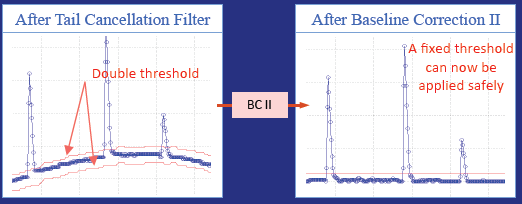 After Tail Cancellation Filter
Double threshold
BC II
After Baseline Correction II
A fixed threshold
can now be
applied safely